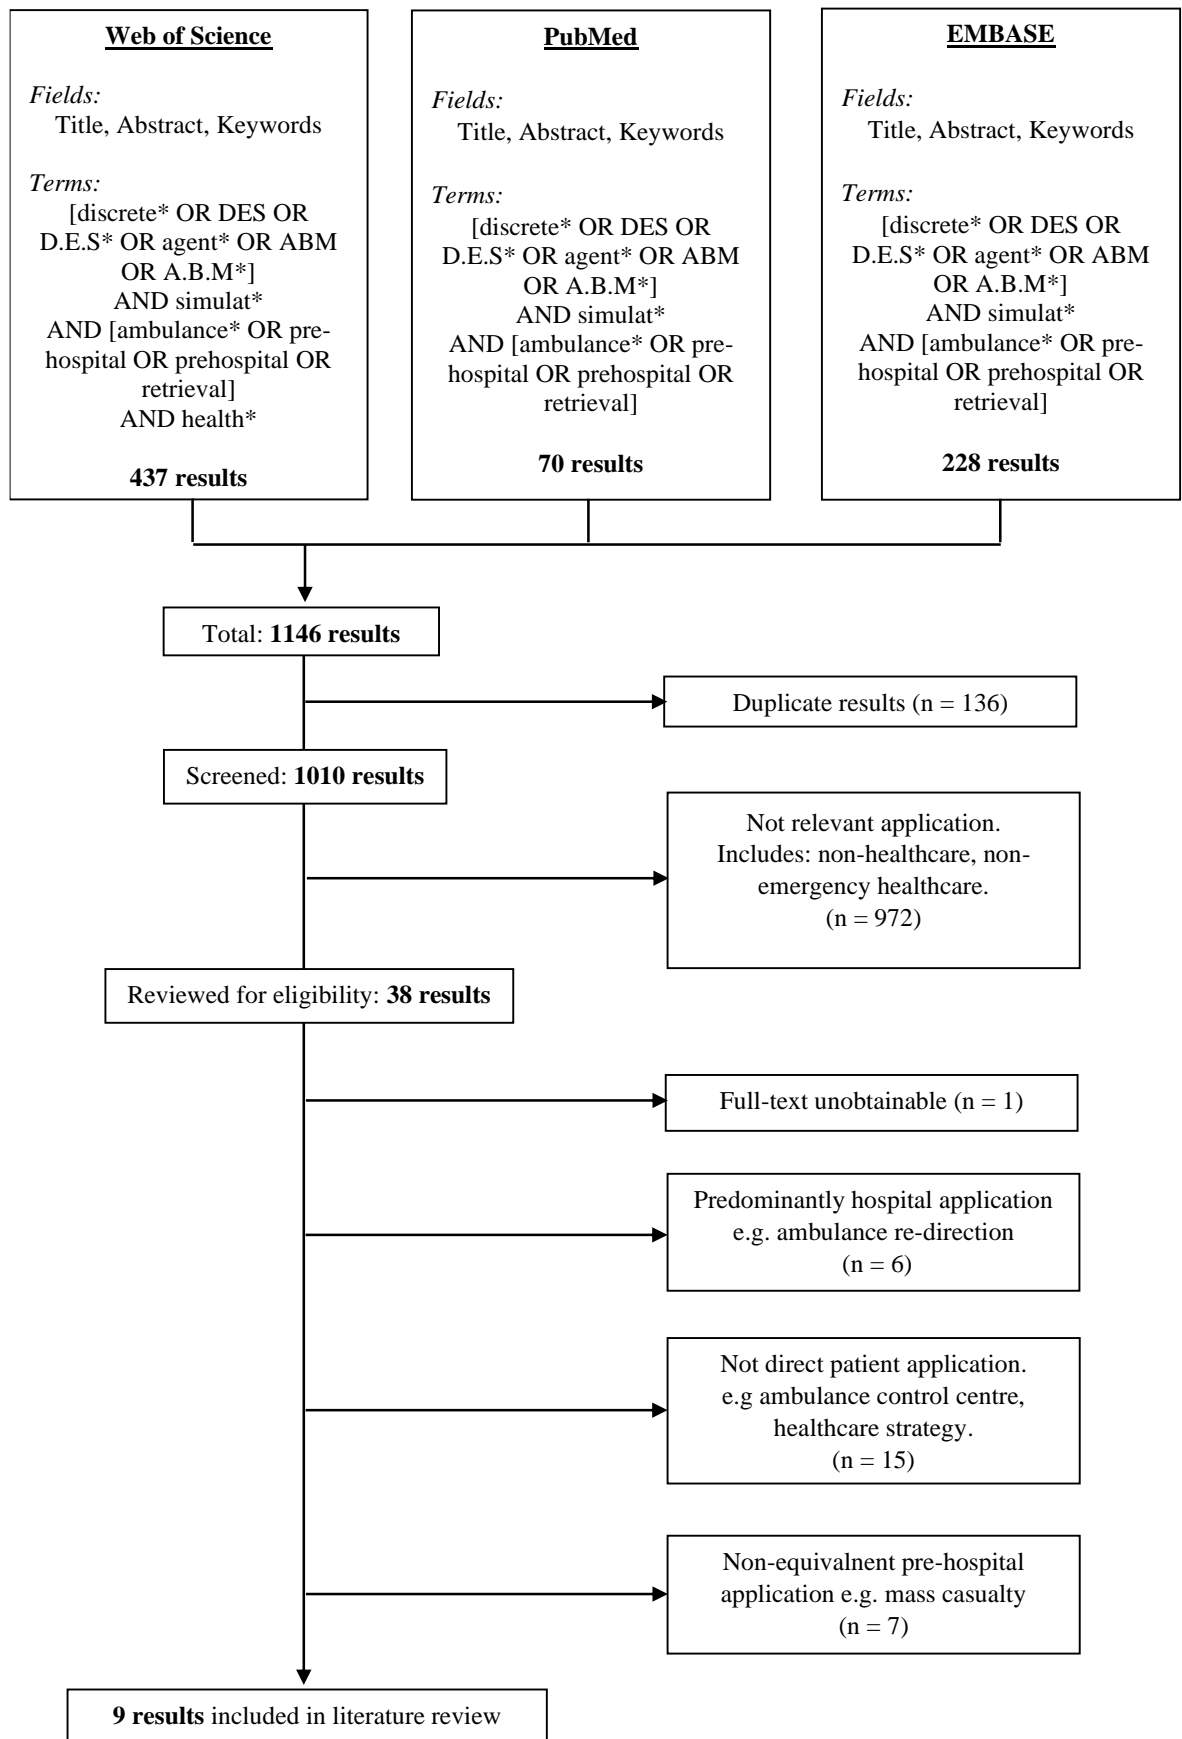 Web of Science
Fields:
Title, Abstract, Keywords
Terms:
[discrete* OR DES OR
D.E.S* OR agent* OR ABM
OR A.B.M*]
AND simulat*
AND [ambulance* OR pre-
hospital OR prehospital OR
retrieval]
AND health*
437 results
PubMed
Fields:
Title, Abstract, Keywords
Terms:
[discrete* OR DES OR
D.E.S* OR agent* OR ABM
OR A.B.M*]
AND simulat*
AND [ambulance* OR pre-
hospital OR prehospital OR
retrieval]
70 results
EMBASE
Fields:
Title, Abstract, Keywords
Terms:
[discrete* OR DES OR
D.E.S* OR agent* OR ABM
OR A.B.M*]
AND simulat*
AND [ambulance* OR pre-
hospital OR prehospital OR
retrieval]
228 results
Total: 1146 results
Duplicate results (n = 136)
Screened: 1010 results
Not relevant application.
Includes: non-healthcare, non-
emergency healthcare.
(n = 972)
Reviewed for eligibility: 38 results
Full-text unobtainable (n = 1)
Predominantly hospital application
e.g. ambulance re-direction
(n = 6)
Not direct patient application.
e.g ambulance control centre,
healthcare strategy.
(n = 15)
Non-equivalnent pre-hospital
application e.g. mass casualty
(n = 7)
9 results included in literature review